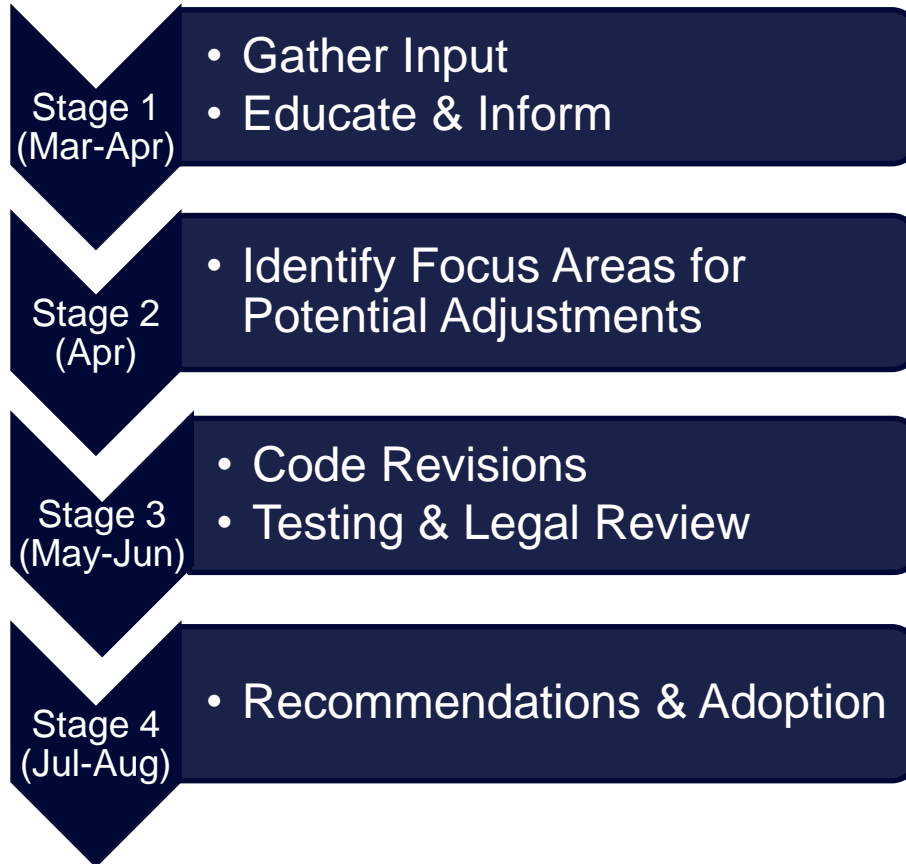 Stage 1
(Mar-Apr)
• Gather Input
• Educate & Inform
Stage 2
(Apr)
• Identify Focus Areas for
Potential Adjustments
Stage 3
(May-Jun)
• Code Revisions
• Testing & Legal Review
Stage 4
(Jul-Aug)
• Recommendations & Adoption